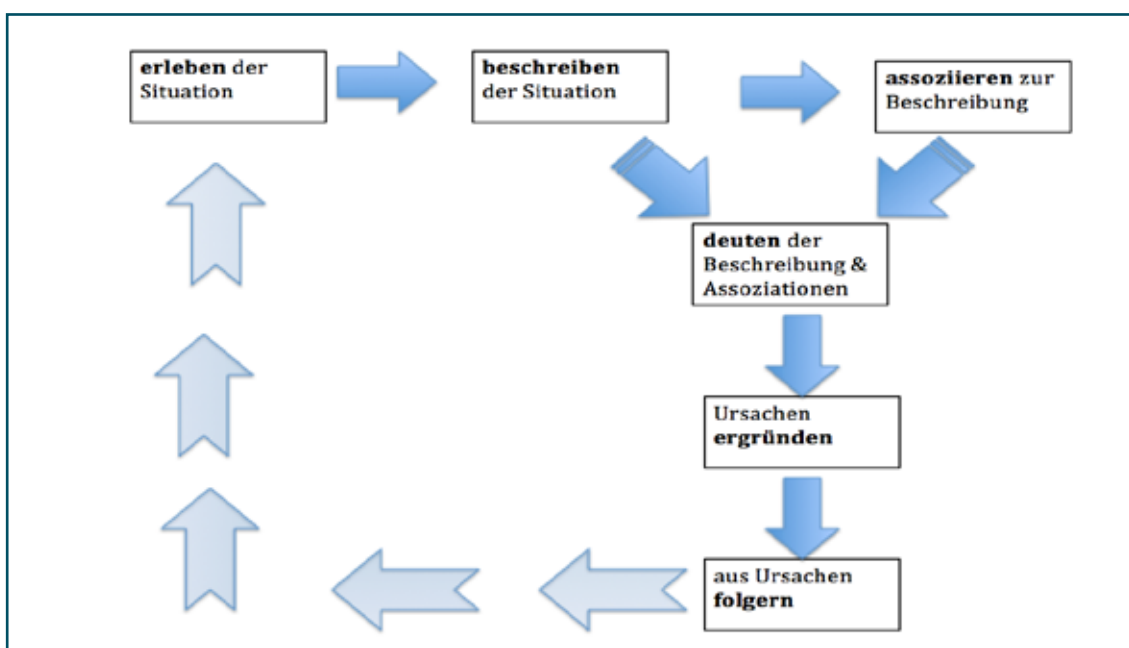 erleben der
Situation
beschreiben
der Situation
assoziieren zur
Beschreibung
deuten der
Beschreibung &
Assoziationen
Ursachen
ergründen
aus Ursachen
folgern